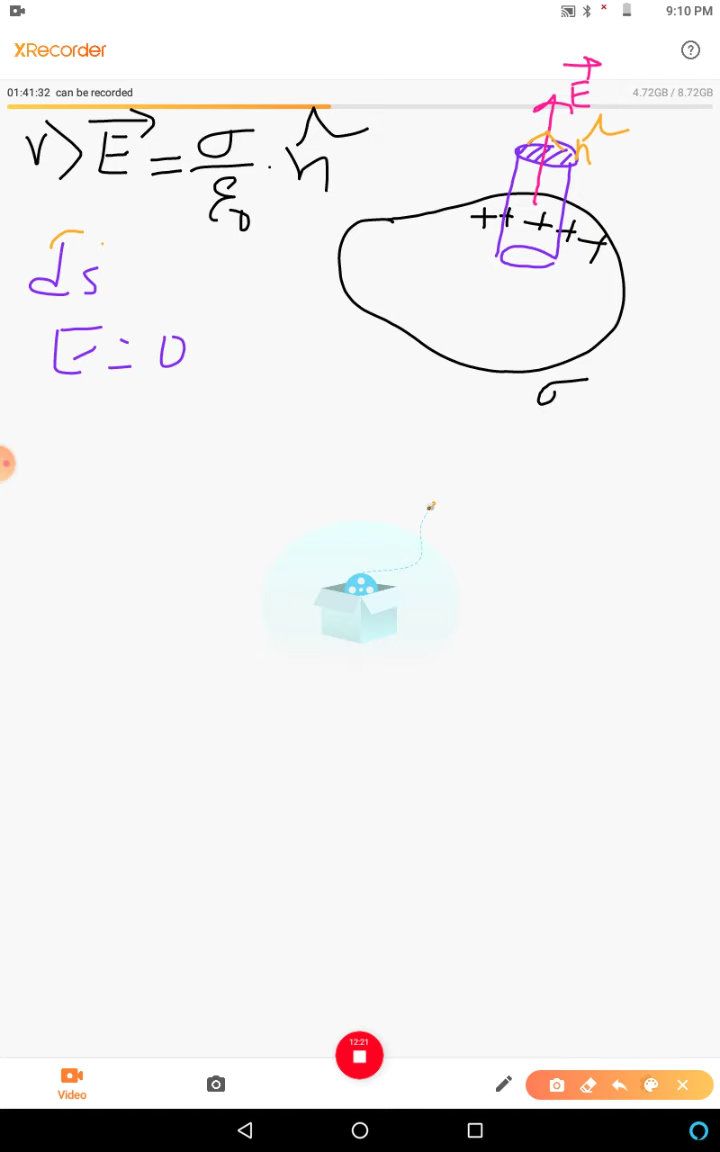 9:10 PM
XRecorder
?
01:41:32 can be recorded
4.72GB / 8.72GB
E
n
v> E = σ/ε0 . n̂
++ + + +
ds
E = 0
σ
12:21
Video